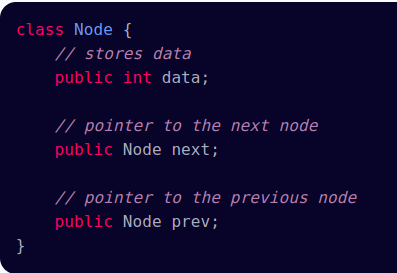 class Node {
    // stores data
    public int data;

    // pointer to the next node
    public Node next;

    // pointer to the previous node
    public Node prev;
}